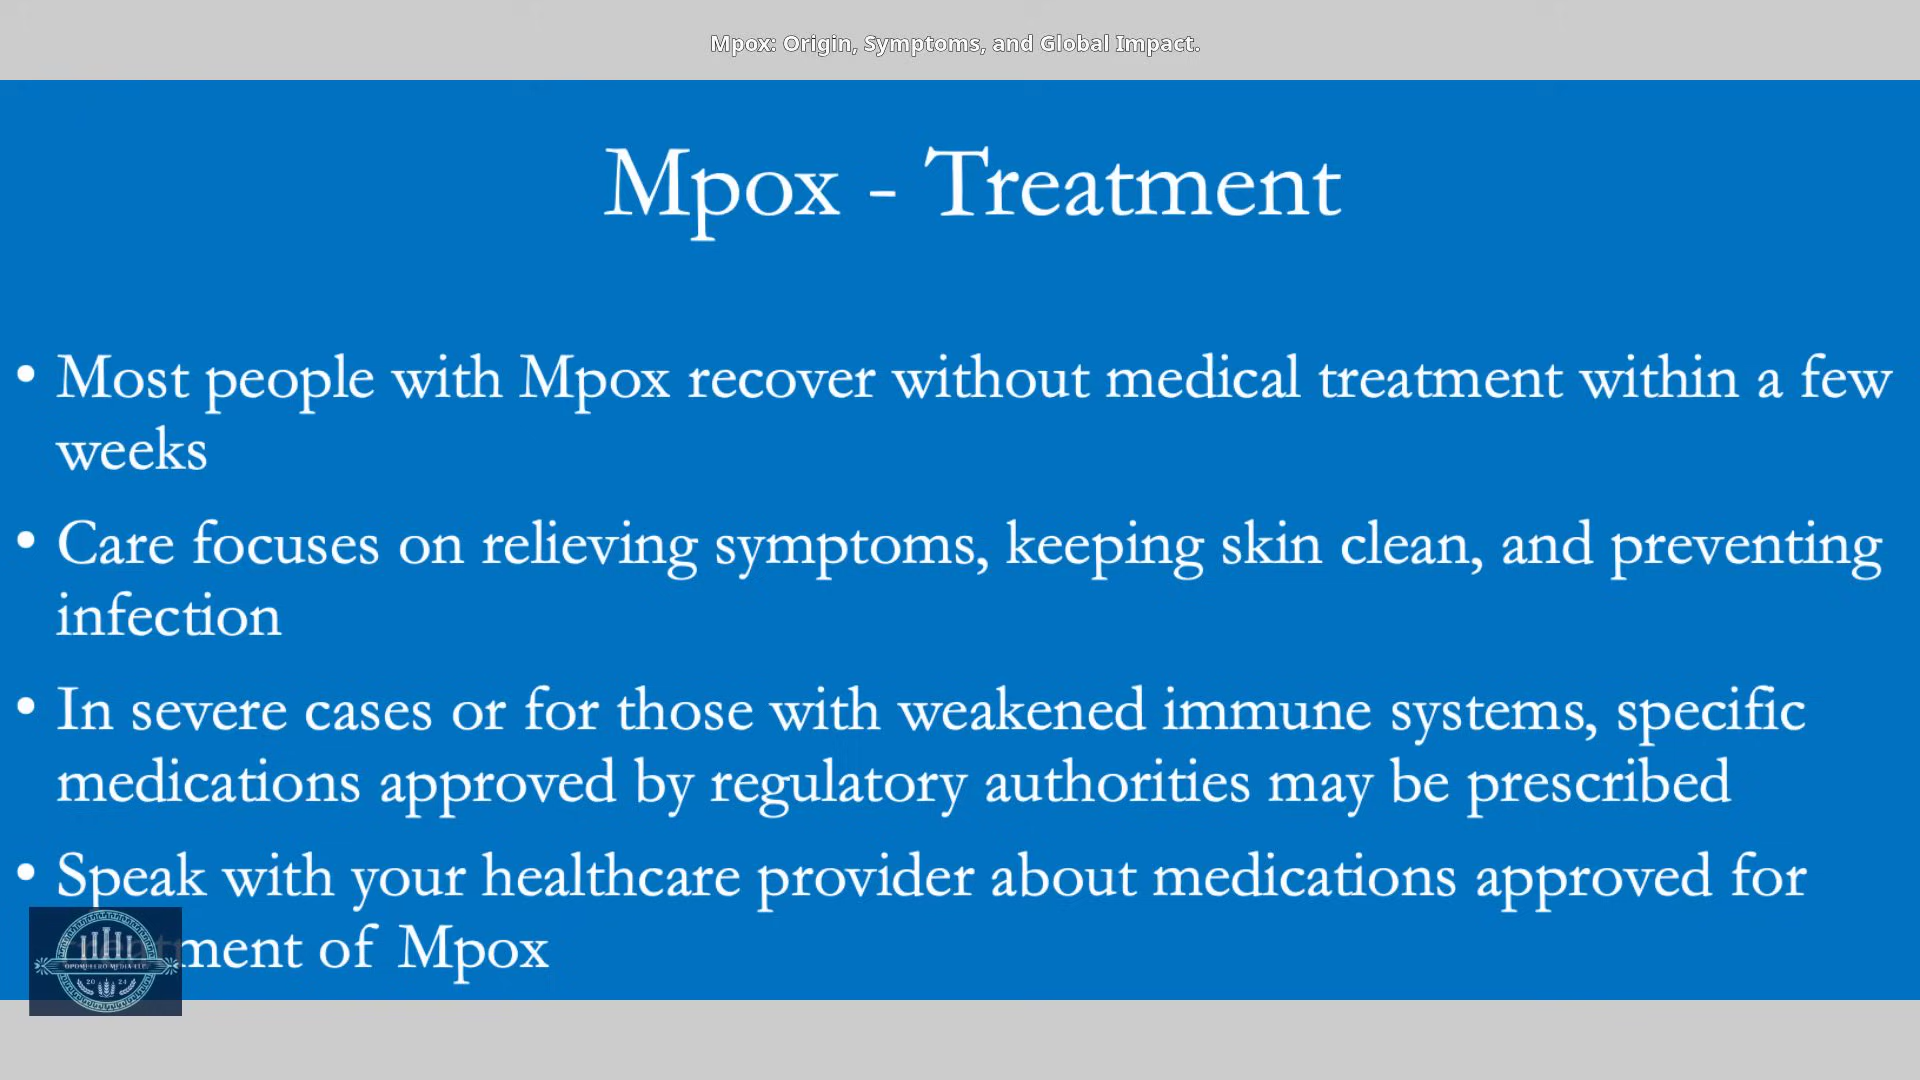 Mpox: Origin, Symptoms, and Global Impact.
Mpox - Treatment
• Most people with Mpox recover without medical treatment within a few
weeks
• Care focuses on relieving symptoms, keeping skin clean, and preventing
infection
• In severe cases or for those with weakened immune systems, specific
medications approved by regulatory authorities may be prescribed
• Speak with your healthcare provider about medications approved for
treatment of Mpox
20 24